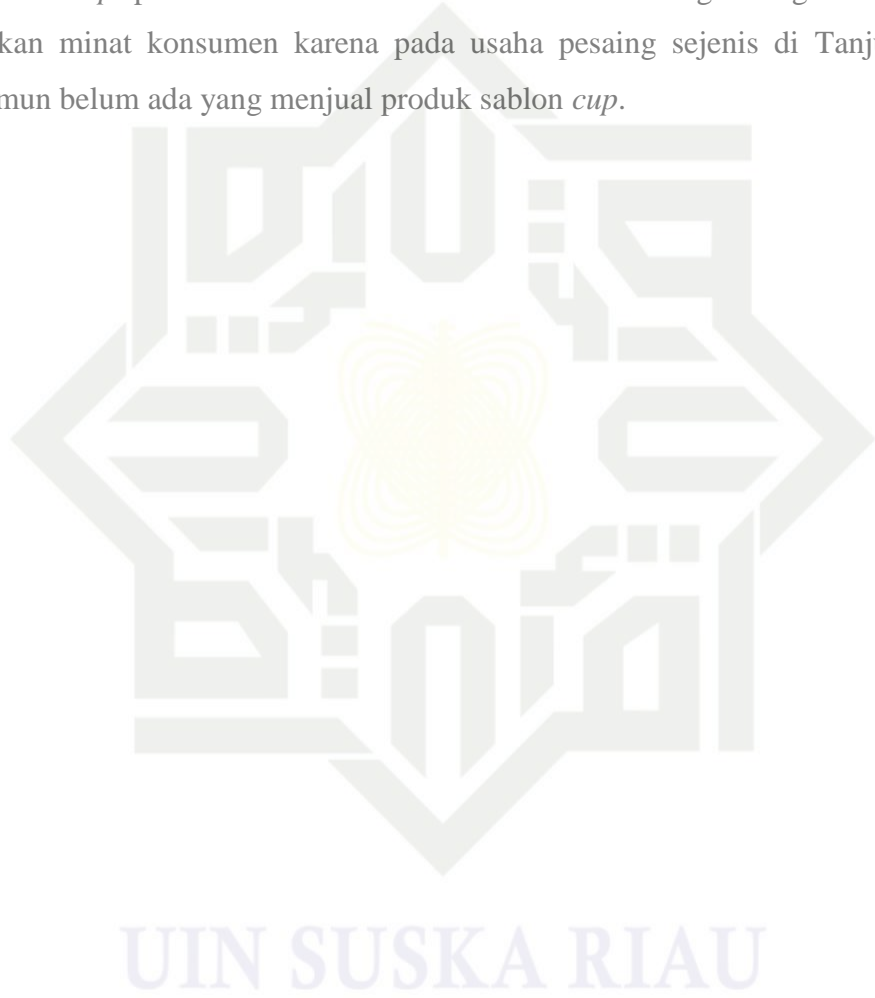 kan minat konsumen karena pada usaha pesaing sejenis di Tanj
mun belum ada yang menjual produk sablon cup.
UIN SUSKA RIAU